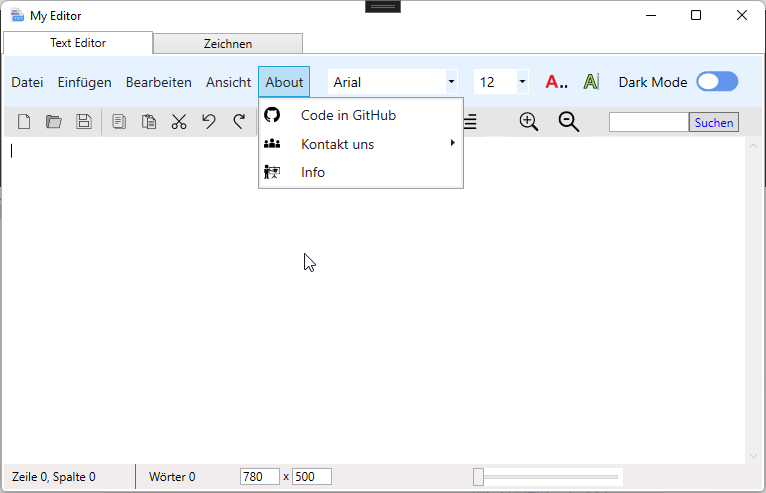 My Editor
Text Editor Zeichnen
Datei Einfügen Bearbeiten Ansicht About Arial 12 A.. A Dark Mode
Suchen
Code in GitHub
Kontakt uns
Info
Zeile 0, Spalte 0 Wörter 0 780 x 500